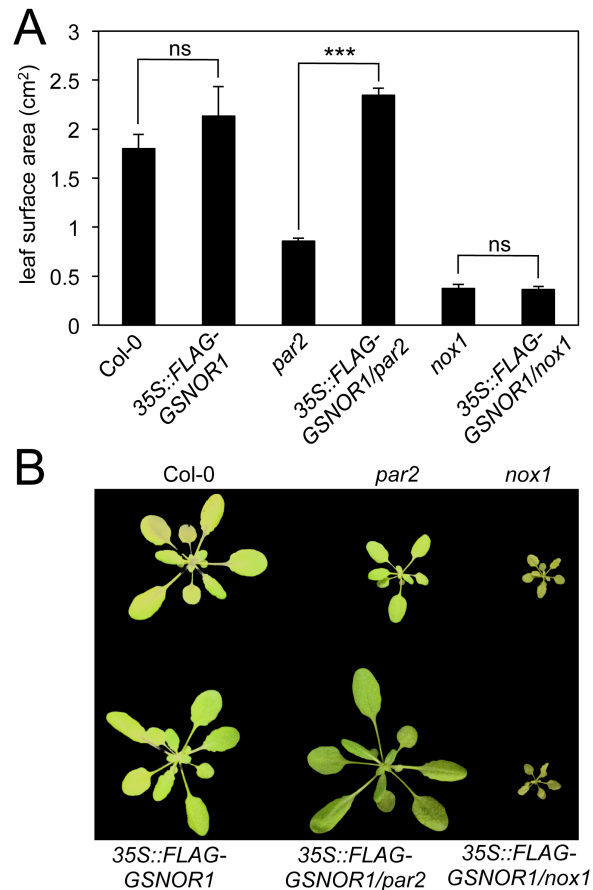 A
leaf surface area (cm²)
3
2.5
2
1.5
1
0.5
0
ns
***
ns
Col-0
35S::FLAG-
GSNOR1
par2
35S::FLAG-
GSNOR1/par2
nox1
35S::FLAG-
GSNOR1/nox1
B
Col-0 par2 nox1
35S::FLAG- 35S::FLAG- 35S::FLAG-
GSNOR1 GSNOR1/par2 GSNOR1/nox1